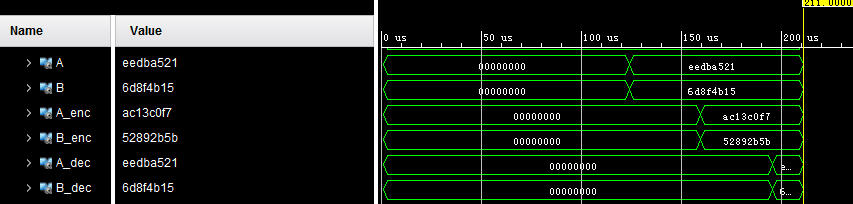 211.0000
Name Value
0 us 50 us 100 us 150 us 200 us
A eedba521 00000000 eedba521
B 6d8f4b15 00000000 6d8f4b15
A_enc ac13c0f7 00000000 ac13c0f7
B_enc 52892b5b 00000000 52892b5b
A_dec eedba521 00000000 e...
B_dec 6d8f4b15 00000000 6...